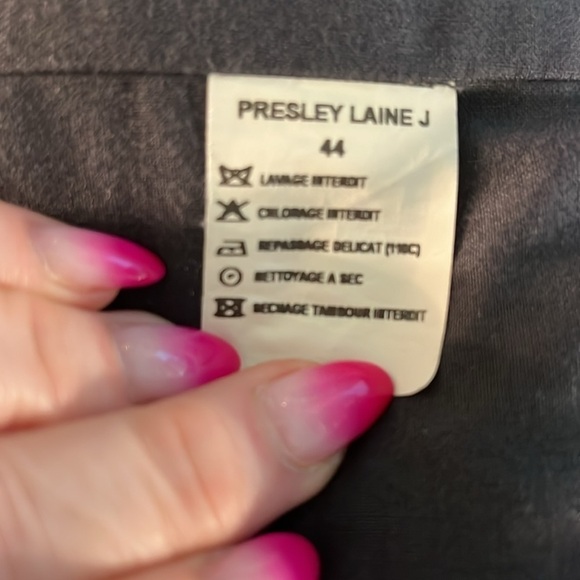 PRESLEY LAINE J
44
LAVAGE INTERDIT
CHLORAGE INTERDIT
REPASSAGE DELICAT (110C)
NETTOYAGE A SEC
SECHAGE TAMBOUR INTERDIT